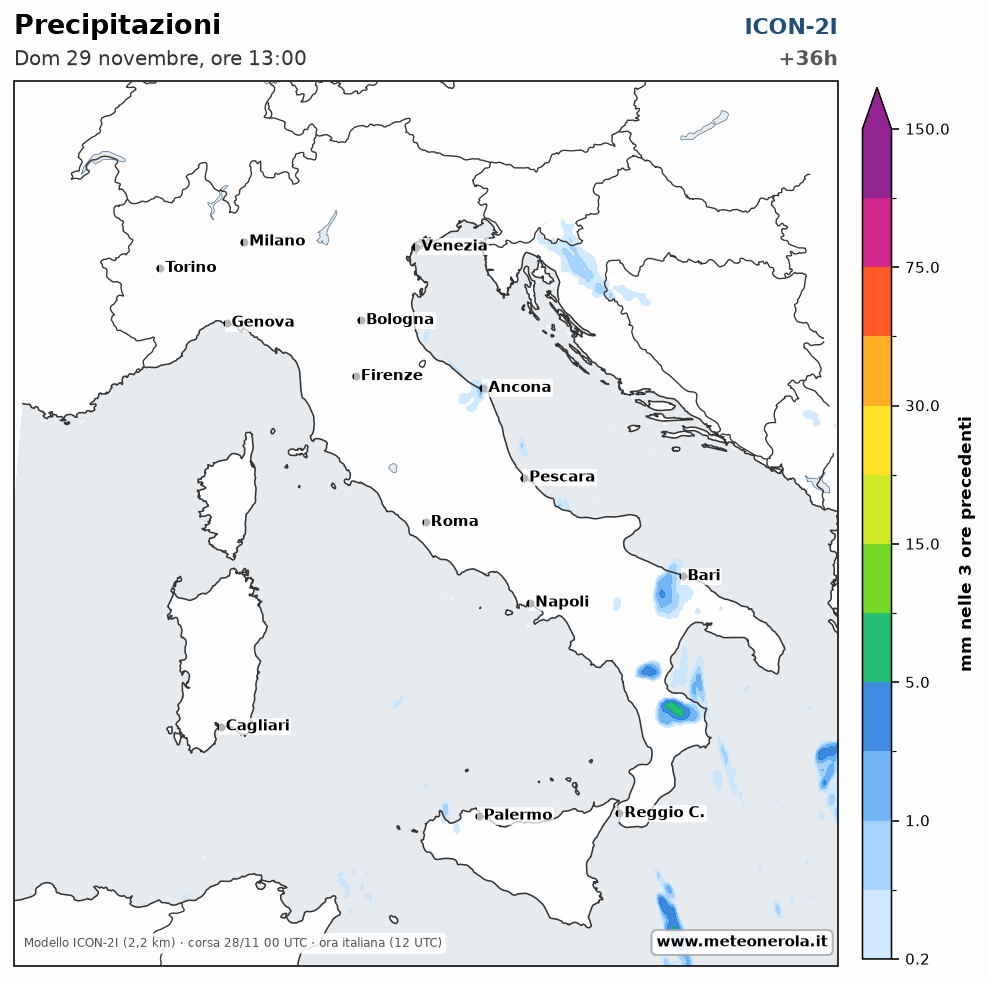 Precipitazioni
ICON-2I
Dom 29 novembre, ore 13:00
+36h
150.0
75.0
30.0
15.0
5.0
1.0
0.2
mm nelle 3 ore precedenti
Milano
Venezia
Torino
Genova
Bologna
Firenze
Ancona
Pescara
Roma
Bari
Napoli
Cagliari
Palermo
Reggio C.
Modello ICON-2I (2,2 km) · corsa 28/11 00 UTC · ora italiana (12 UTC)
www.meteonerola.it